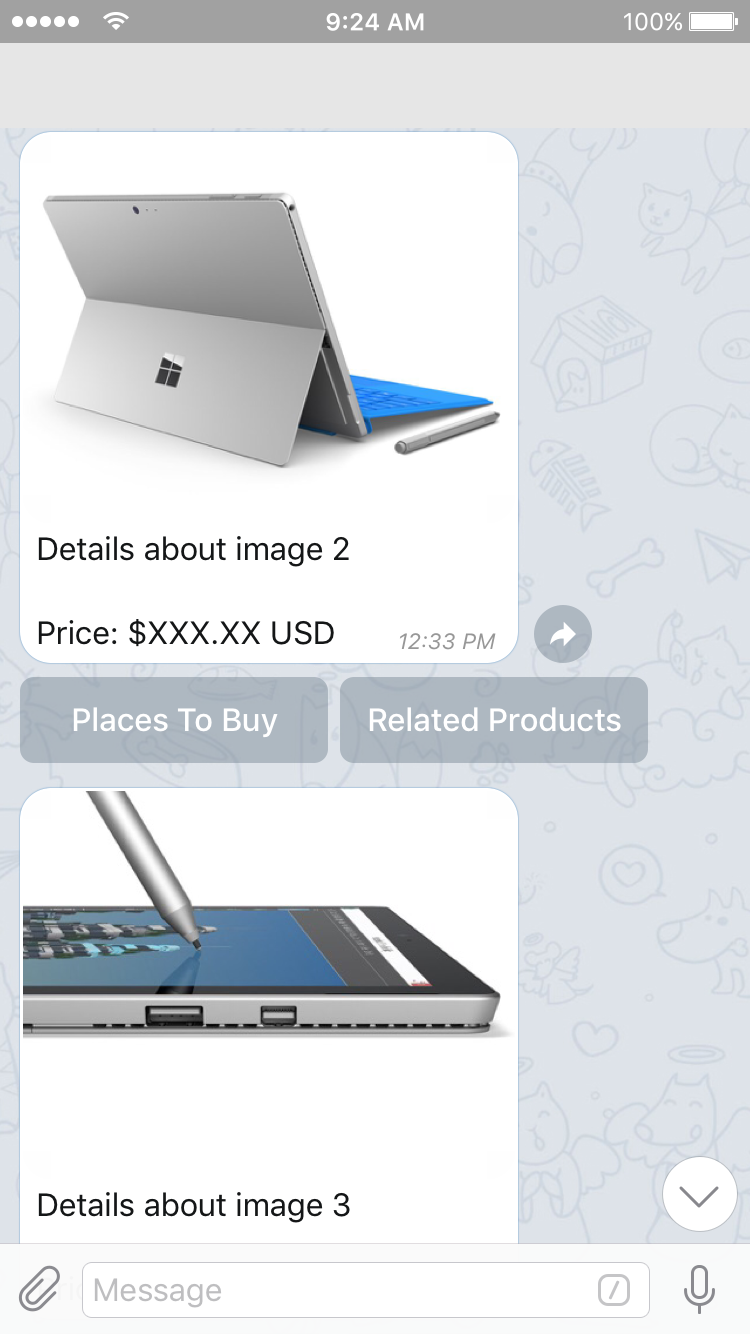 9:24 AM
100%
Details about image 2
Price: $XXX.XX USD
12:33 PM
Places To Buy
Related Products
Details about image 3
Message